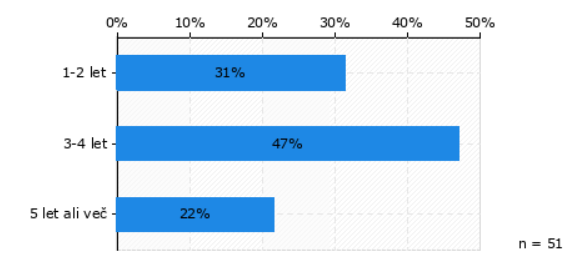 0% 10% 20% 30% 40% 50%
1-2 let 31%
3-4 let 47%
5 let ali več 22%
n = 51